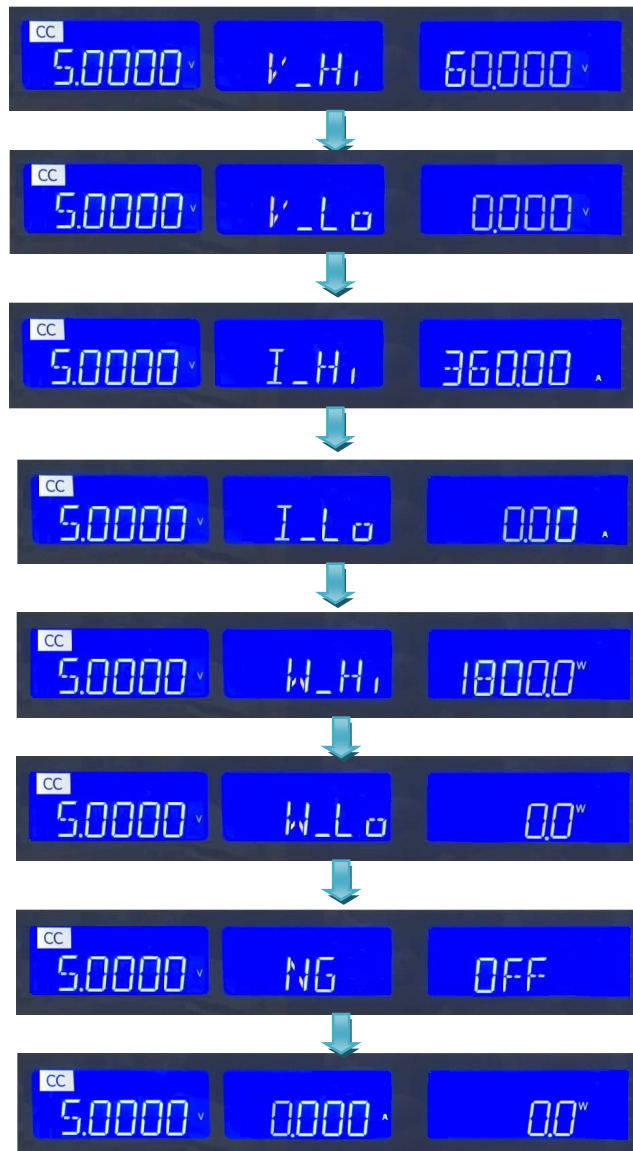 CC
5.0000 V V_Hi 60.000 V
CC
5.0000 V V_Lo 0.000 V
CC
5.0000 V I_Hi 360.00 A
CC
5.0000 V I_Lo 0.00 A
CC
5.0000 V W_Hi 1800.0 W
CC
5.0000 V W_Lo 0.0 W
CC
5.0000 V NG OFF
CC
5.0000 V 0.000 A 0.0 W